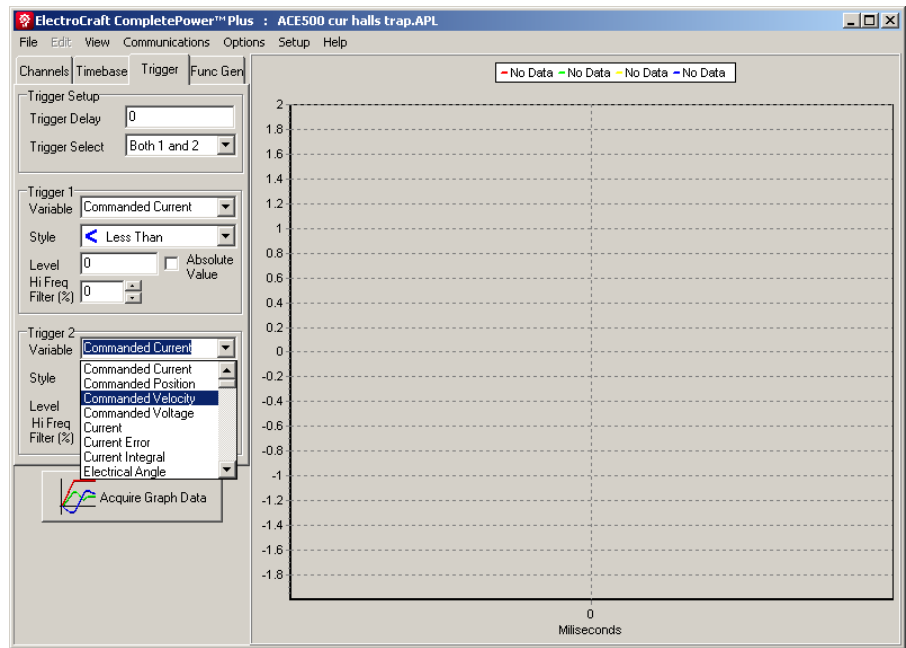 ElectroCraft CompletePower™ Plus : ACE500 cur halls trap.APL
File Edit View Communications Options Setup Help
Channels Timebase Trigger Func Gen
Trigger Setup
Trigger Delay 0
Trigger Select Both 1 and 2
Trigger 1
Variable Commanded Current
Style < Less Than
Level 0 Absolute Value
Hi Freq Filter (%) 0
Trigger 2
Variable Commanded Current
Style
Level
Hi Freq
Filter (%)
Commanded Current
Commanded Position
Commanded Velocity
Commanded Voltage
Current
Current Error
Current Integral
Electrical Angle
Acquire Graph Data
No Data No Data No Data No Data
2
1.8
1.6
1.4
1.2
1
0.8
0.6
0.4
0.2
0
-0.2
-0.4
-0.6
-0.8
-1
-1.2
-1.4
-1.6
-1.8
0
Miliseconds